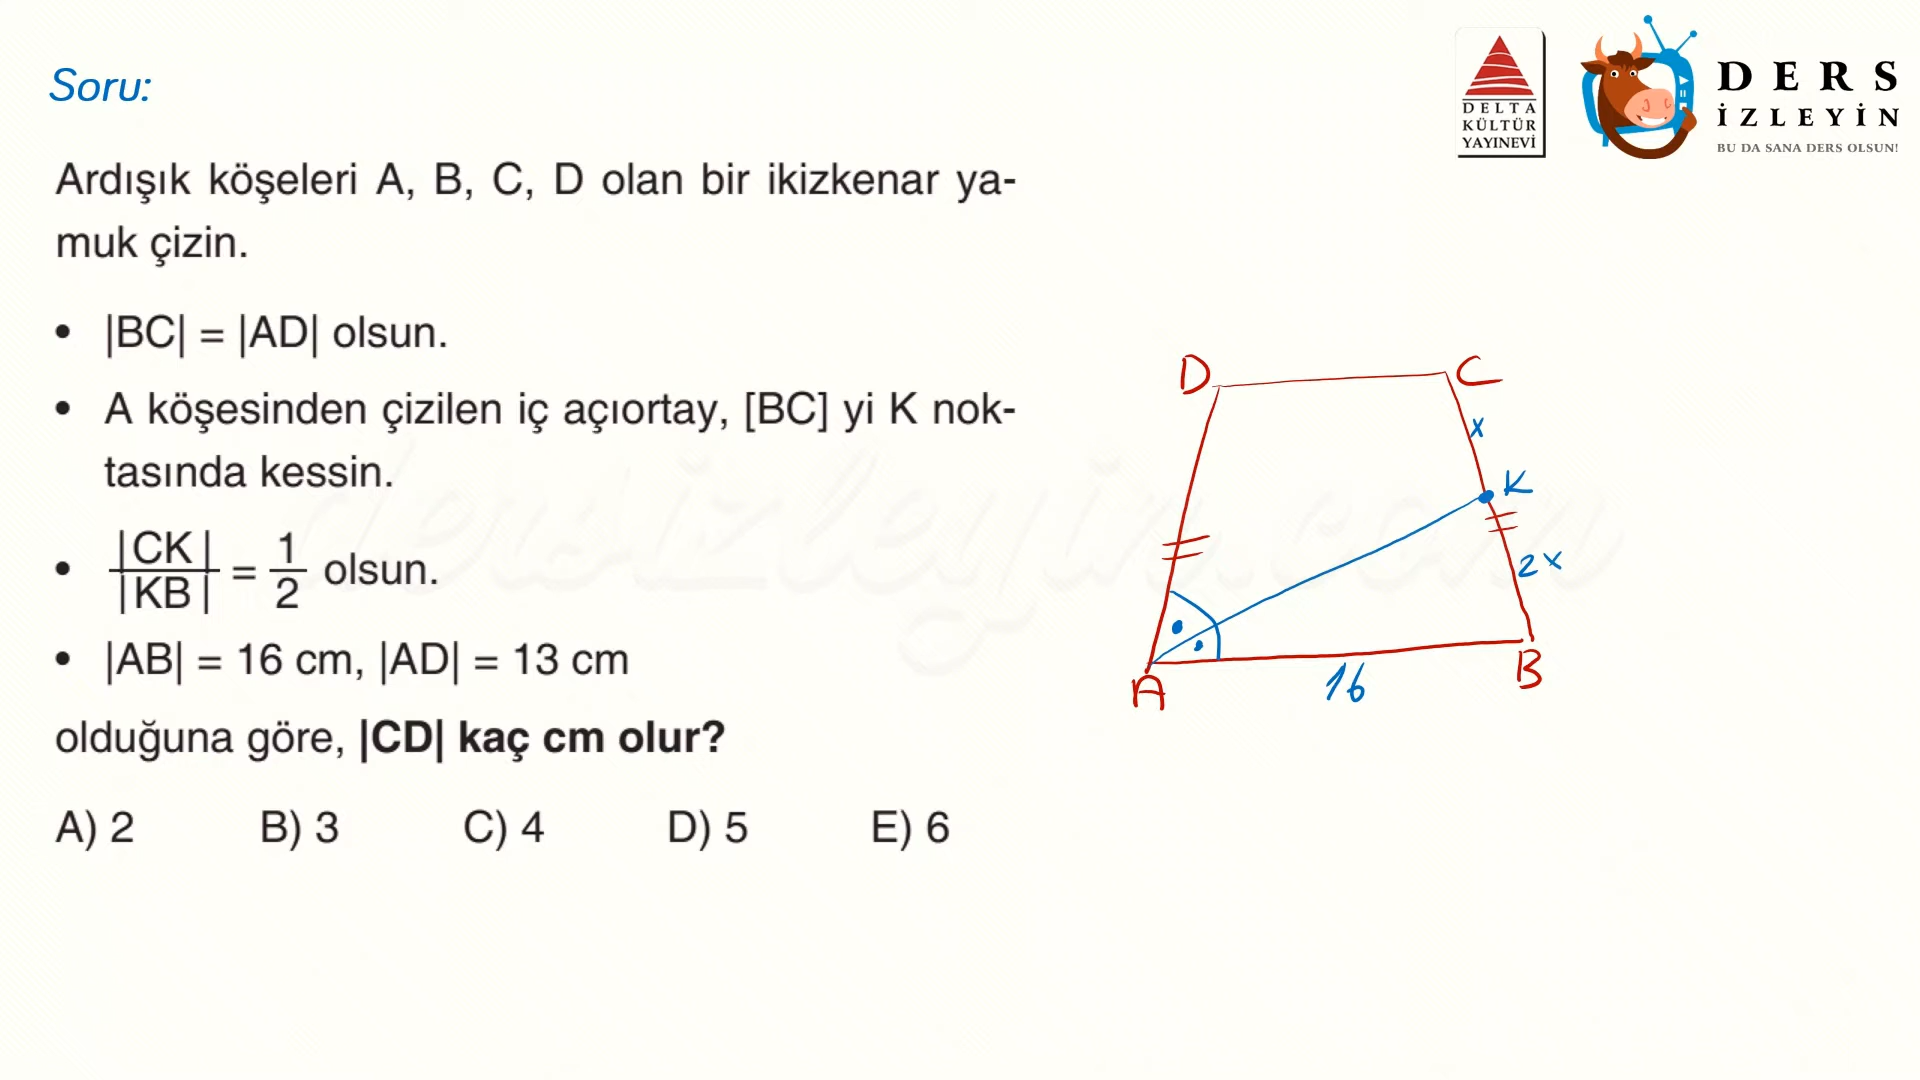 Soru:
DELTA
KÜLTÜR
YAYINEVİ
DERS
İZLEYİN
BU DA SANA DERS OLSUN!
Ardışık köşeleri A, B, C, D olan bir ikizkenar ya-
muk çizin.
• |BC| = |AD| olsun.
• A köşesinden çizilen iç açıortay, [BC] yi K nok-
tasında kessin.
• |CK| / |KB| = 1/2 olsun.
• |AB| = 16 cm, |AD| = 13 cm
olduğuna göre, |CD| kaç cm olur?
A) 2 B) 3 C) 4 D) 5 E) 6
D C
x
K
2x
A 16 B
dersizleyin.com